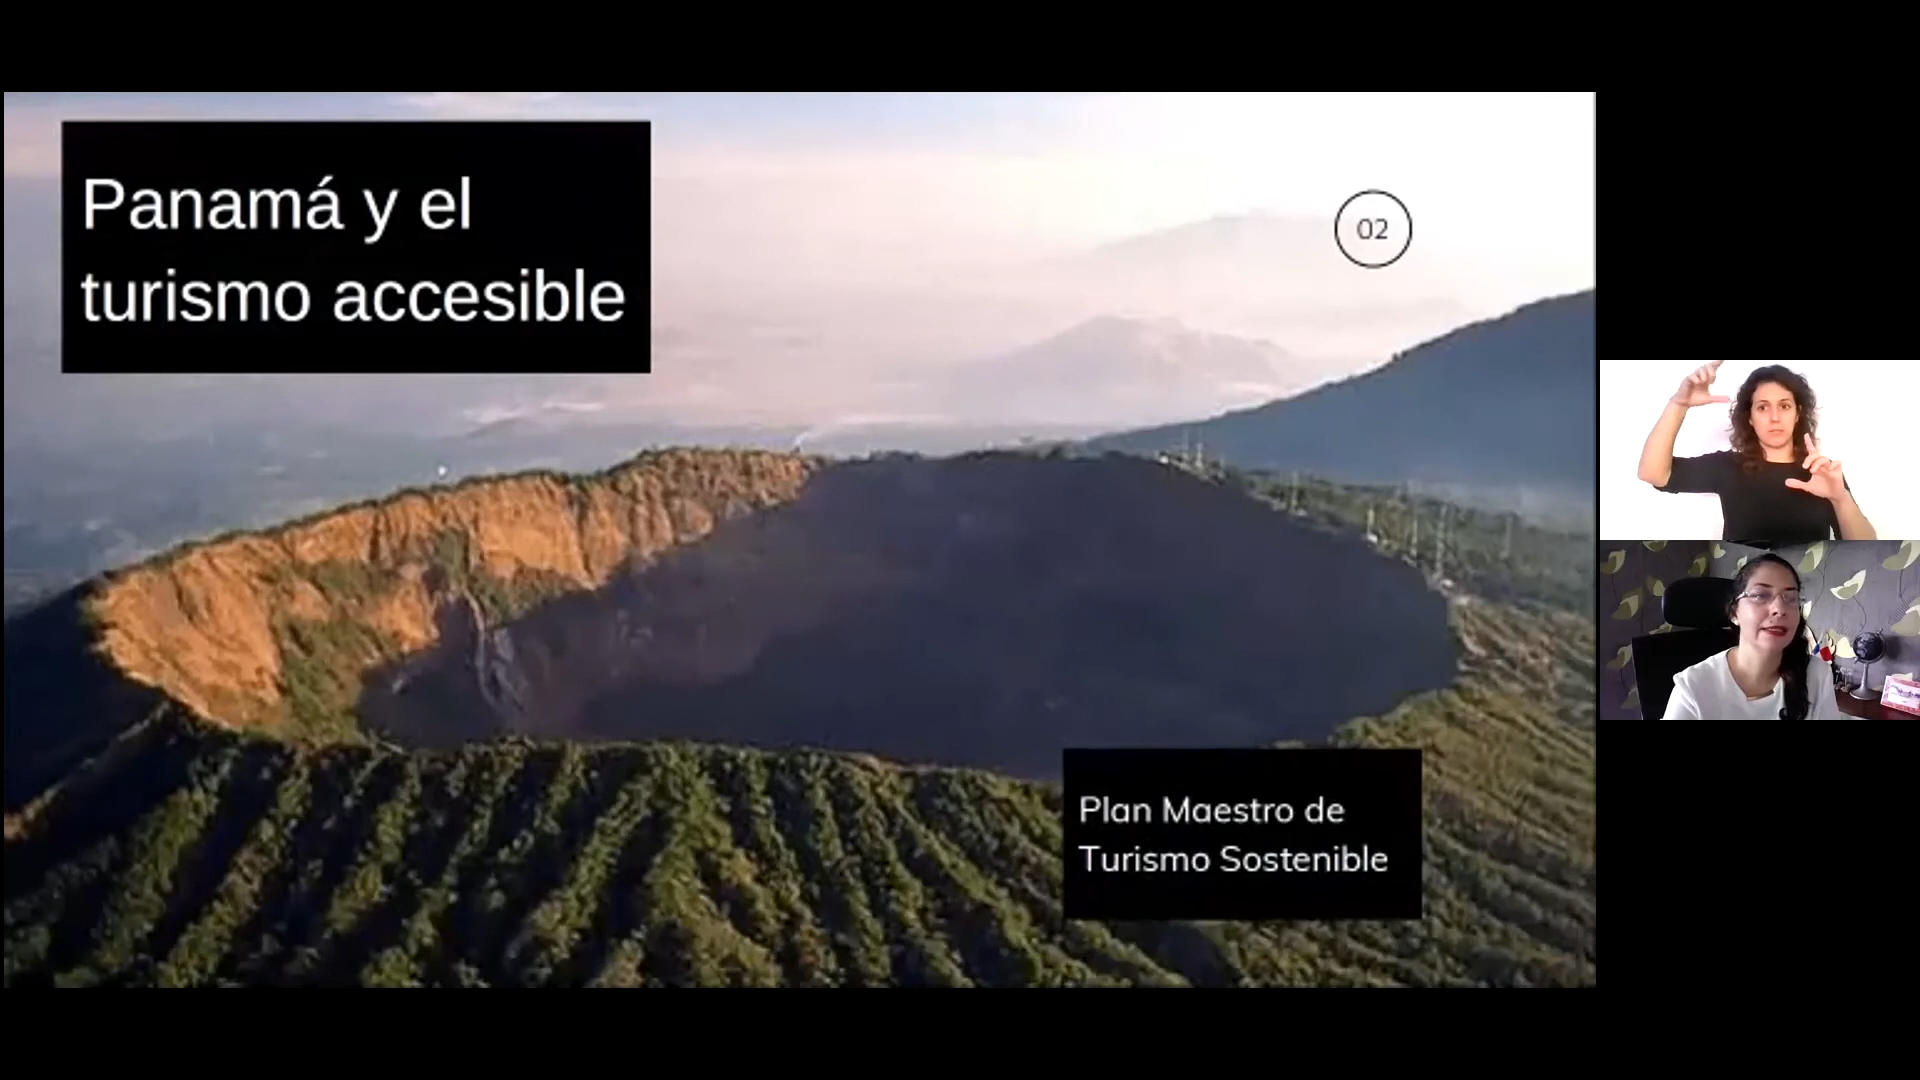 Panamá y el
turismo accesible
02
Plan Maestro de
Turismo Sostenible